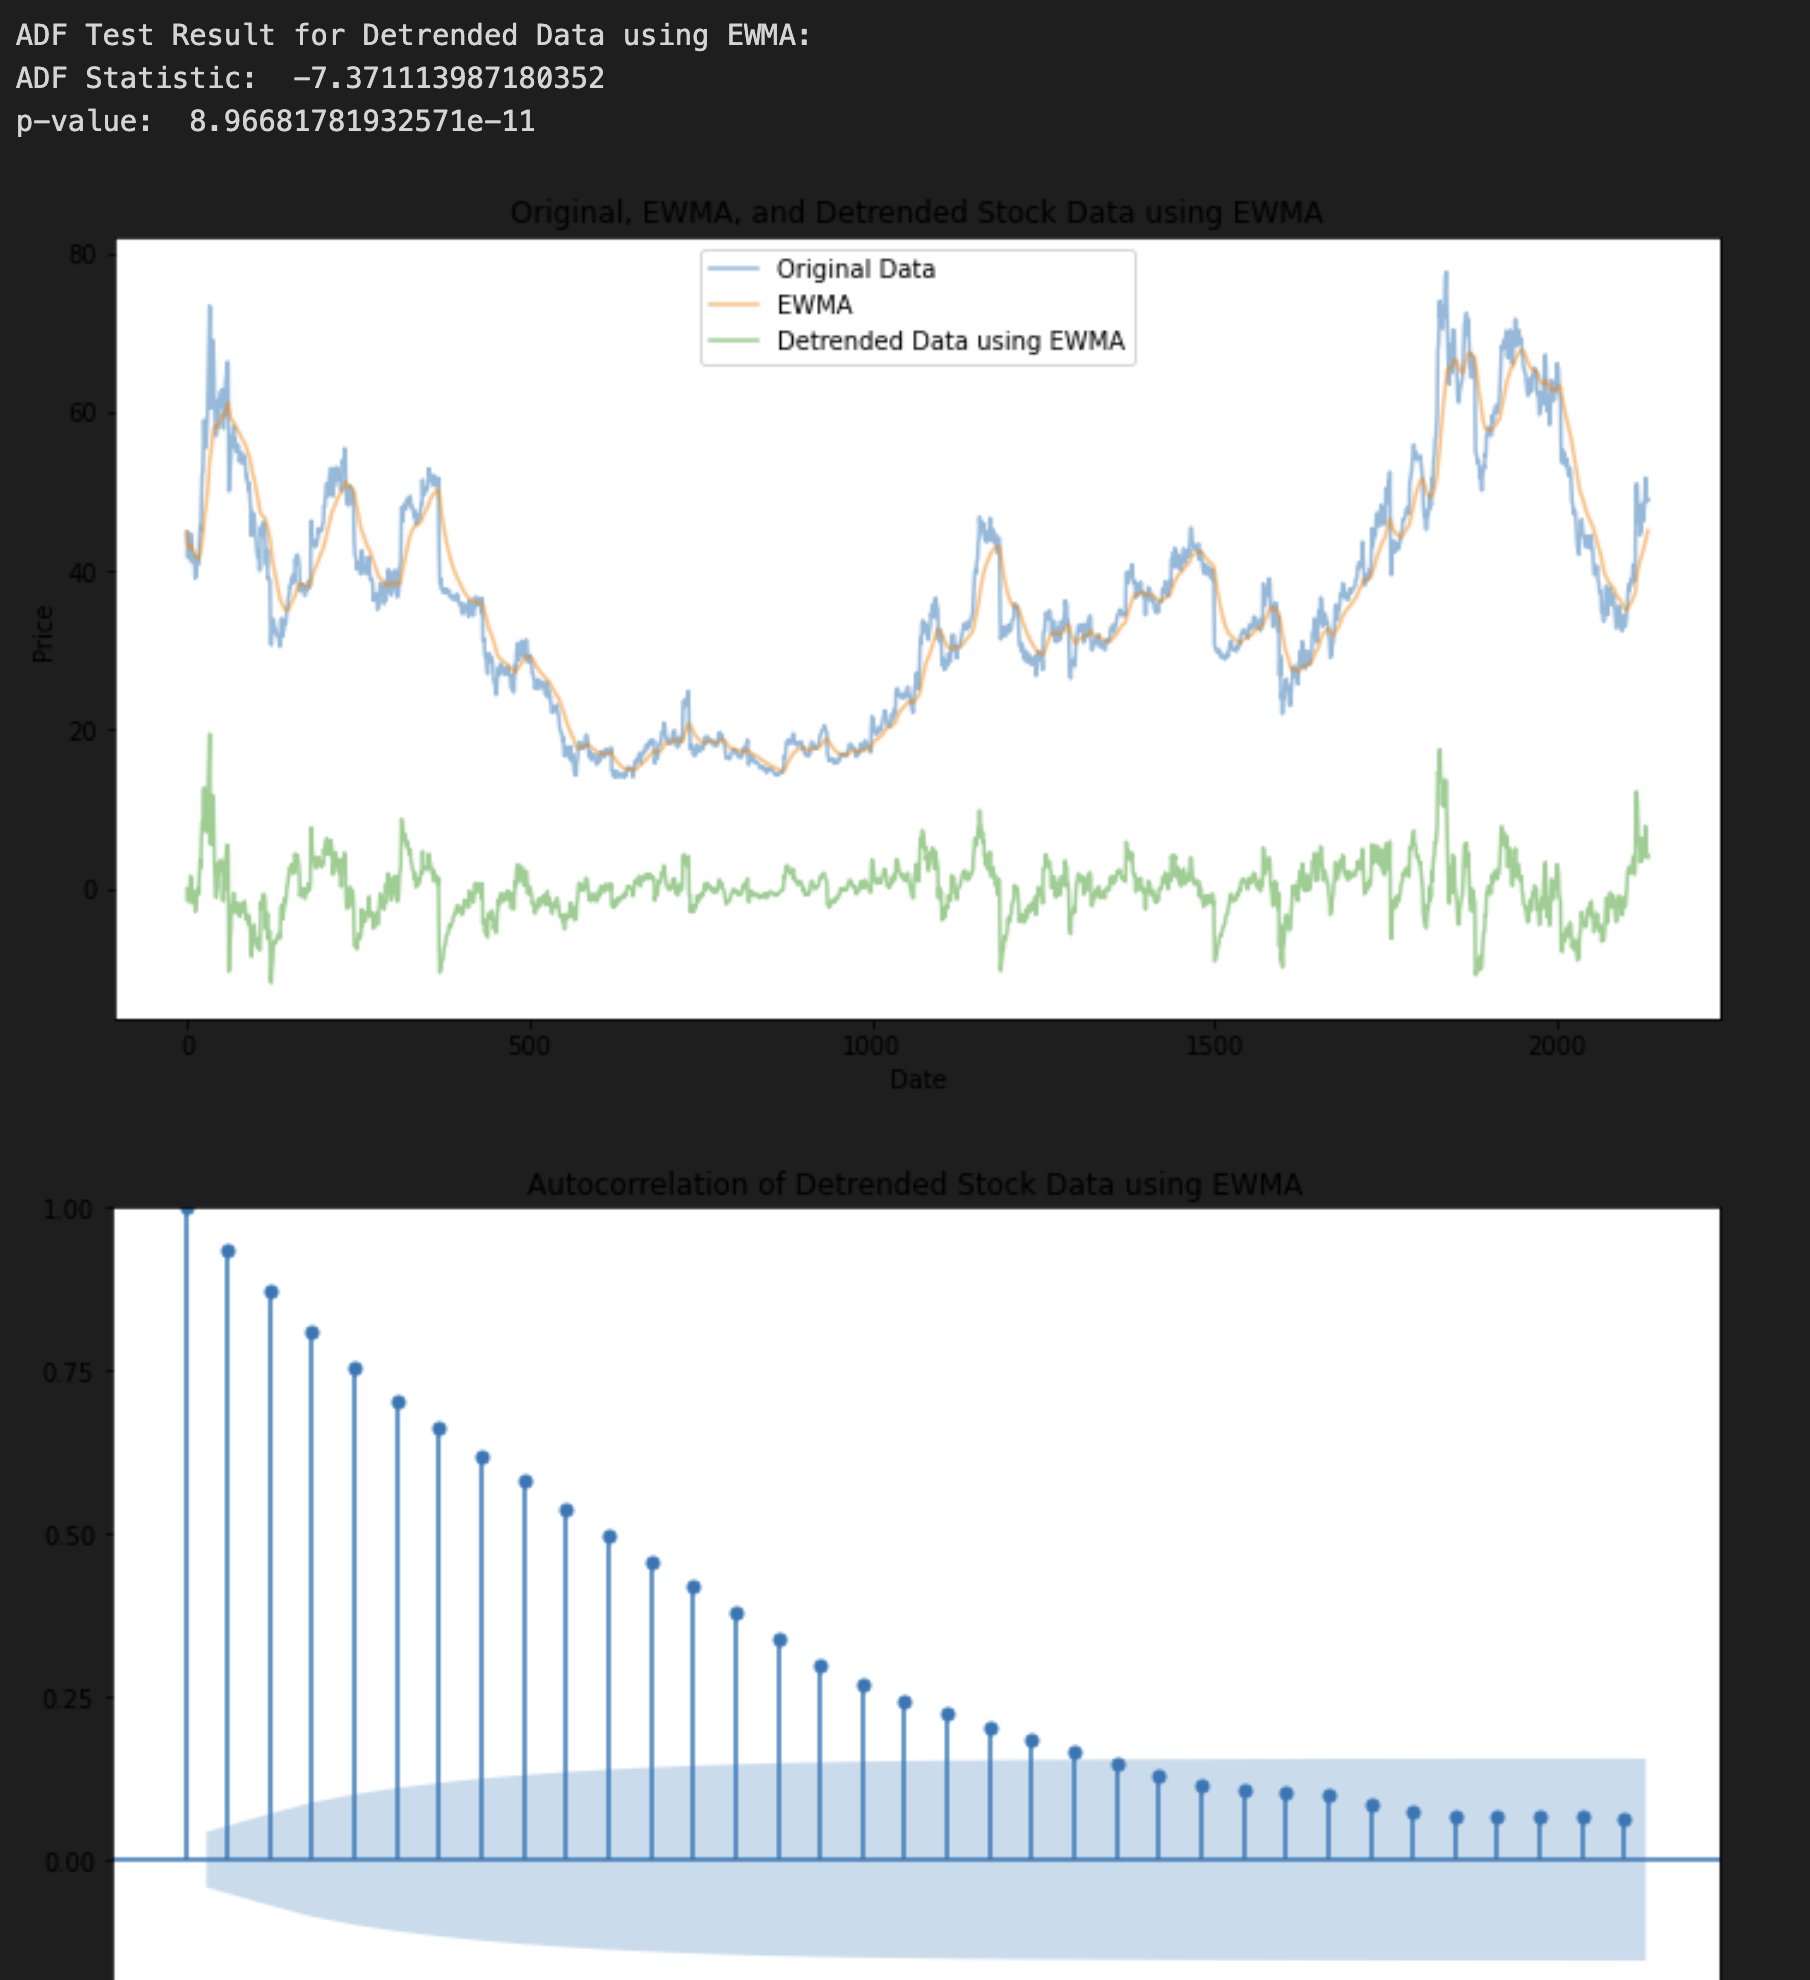 ADF Test Result for Detrended Data using EWMA:
ADF Statistic:  -7.371113987180352
p-value:  8.96681781932571e-11
Original, EWMA, and Detrended Stock Data using EWMA
80
60
40
20
0
Price
Original Data
EWMA
Detrended Data using EWMA
0 500 1000 1500 2000
Date
Autocorrelation of Detrended Stock Data using EWMA
1.00
0.75
0.50
0.25
0.00